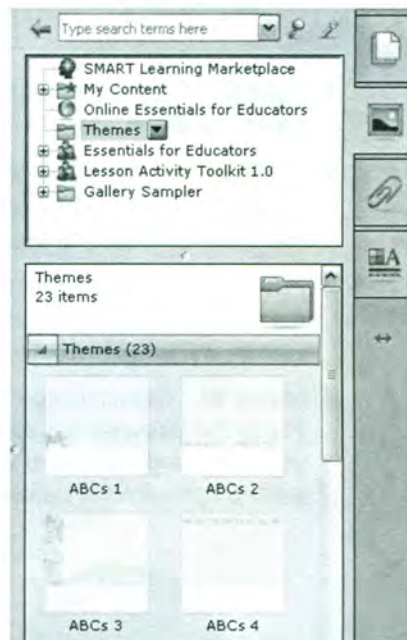 Type search terms here
SMART Learning Marketplace
My Content
Online Essentials for Educators
Themes
Essentials for Educators
Lesson Activity Toolkit 1.0
Gallery Sampler
A
Themes
23 items
Themes (23)
ABCs 1
ABCs 2
ABCs 3
ABCs 4